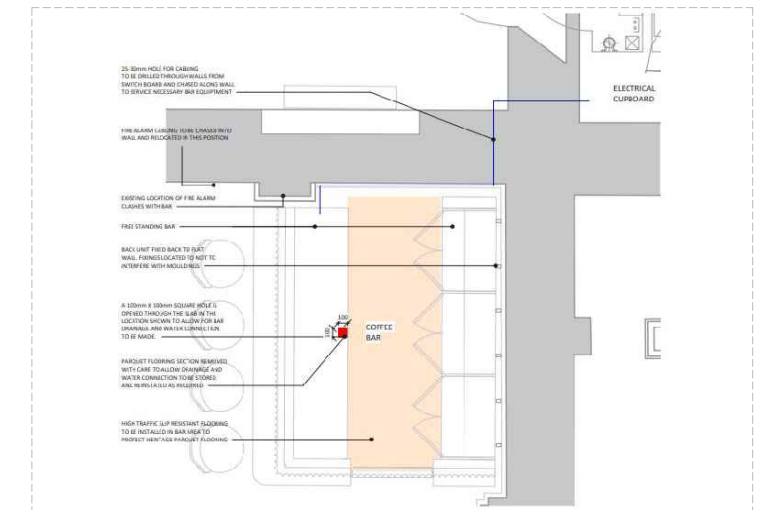 25-30mm HOLE FOR CABLING
TO BE DRILLED THROUGH WALLS FROM
SWITCH BOARD AND CHASED ALONG WALL
TO SERVICE NECESSARY BAR EQUIPTMENT
ELECTRICAL
CUPBOARD
FIRE ALARM CEILING TO BE CHASED INTO
WALL AND RELOCATED IN THIS POSITION
EXISTING LOCATION OF FIRE ALARM
CLASHES WITH BAR
FREE STANDING BAR
BACK UNIT FIXED BACK TO FLAT
WALL. FIXINGS LOCATED TO NOT TO
INTERFERE WITH MOULDINGS
A 100mm X 100mm SQUARE HOLE IS
OPENED THROUGH THE SLAB IN THE
LOCATION SHOWN TO ALLOW FOR BAR
DRAINAGE AND WATER CONNECTION
TO BE MADE
100
100
COFFEE
BAR
PARQUET FLOORING SECTION REMOVED
WITH CARE TO ALLOW DRAINAGE AND
WATER CONNECTION TO BE STORED
AND REINSTATED AS REQUIRED
HIGH TRAFFIC SLIP RESISTANT FLOORING
TO BE INSTALLED IN BAR AREA TO
PROTECT HERITAGE PARQUET FLOORING